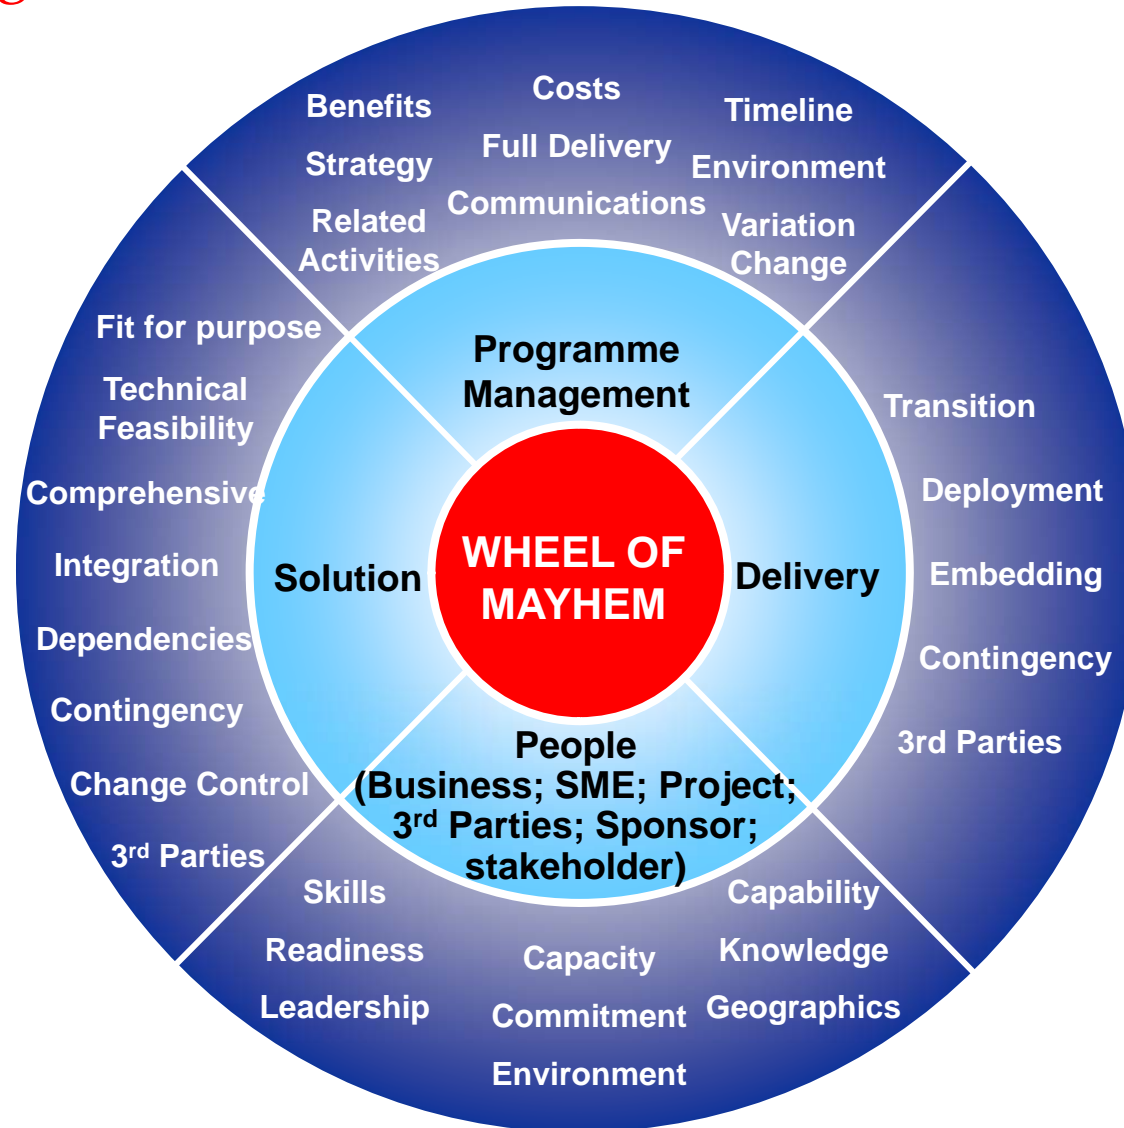 Benefits
Strategy
Related
Activities
Costs
Full Delivery
Communications
Timeline
Environment
Variation
Change
Programme
Management
Fit for purpose
Technical
Feasibility
Comprehensive
Integration
Dependencies
Contingency
Change Control
3rd Parties
Solution
WHEEL OF
MAYHEM
Delivery
Transition
Deployment
Embedding
Contingency
3rd Parties
People
(Business; SME; Project;
3rd Parties; Sponsor;
stakeholder)
Skills
Readiness
Leadership
Capacity
Commitment
Environment
Capability
Knowledge
Geographics